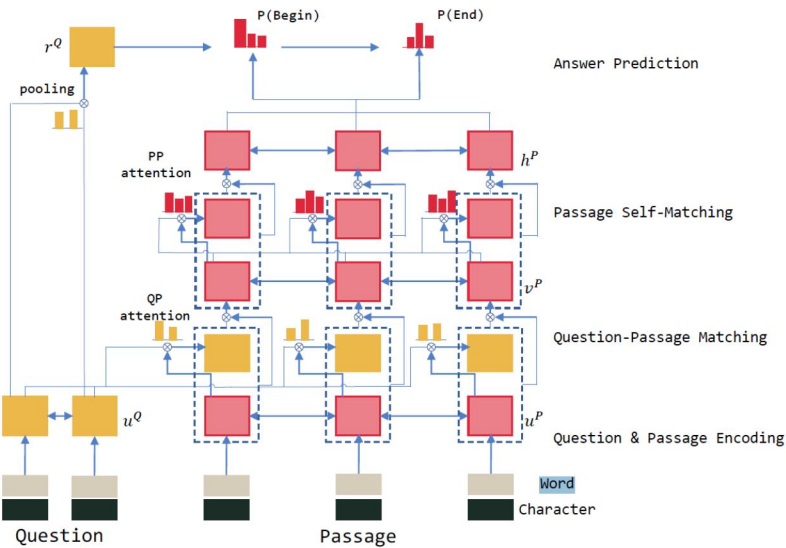 P(Begin)
P(End)
r^Q
Answer Prediction
pooling
PP
attention
h^P
Passage Self-Matching
v^P
QP
attention
Question-Passage Matching
u^Q
u^P
Question & Passage Encoding
Word
Character
Question
Passage